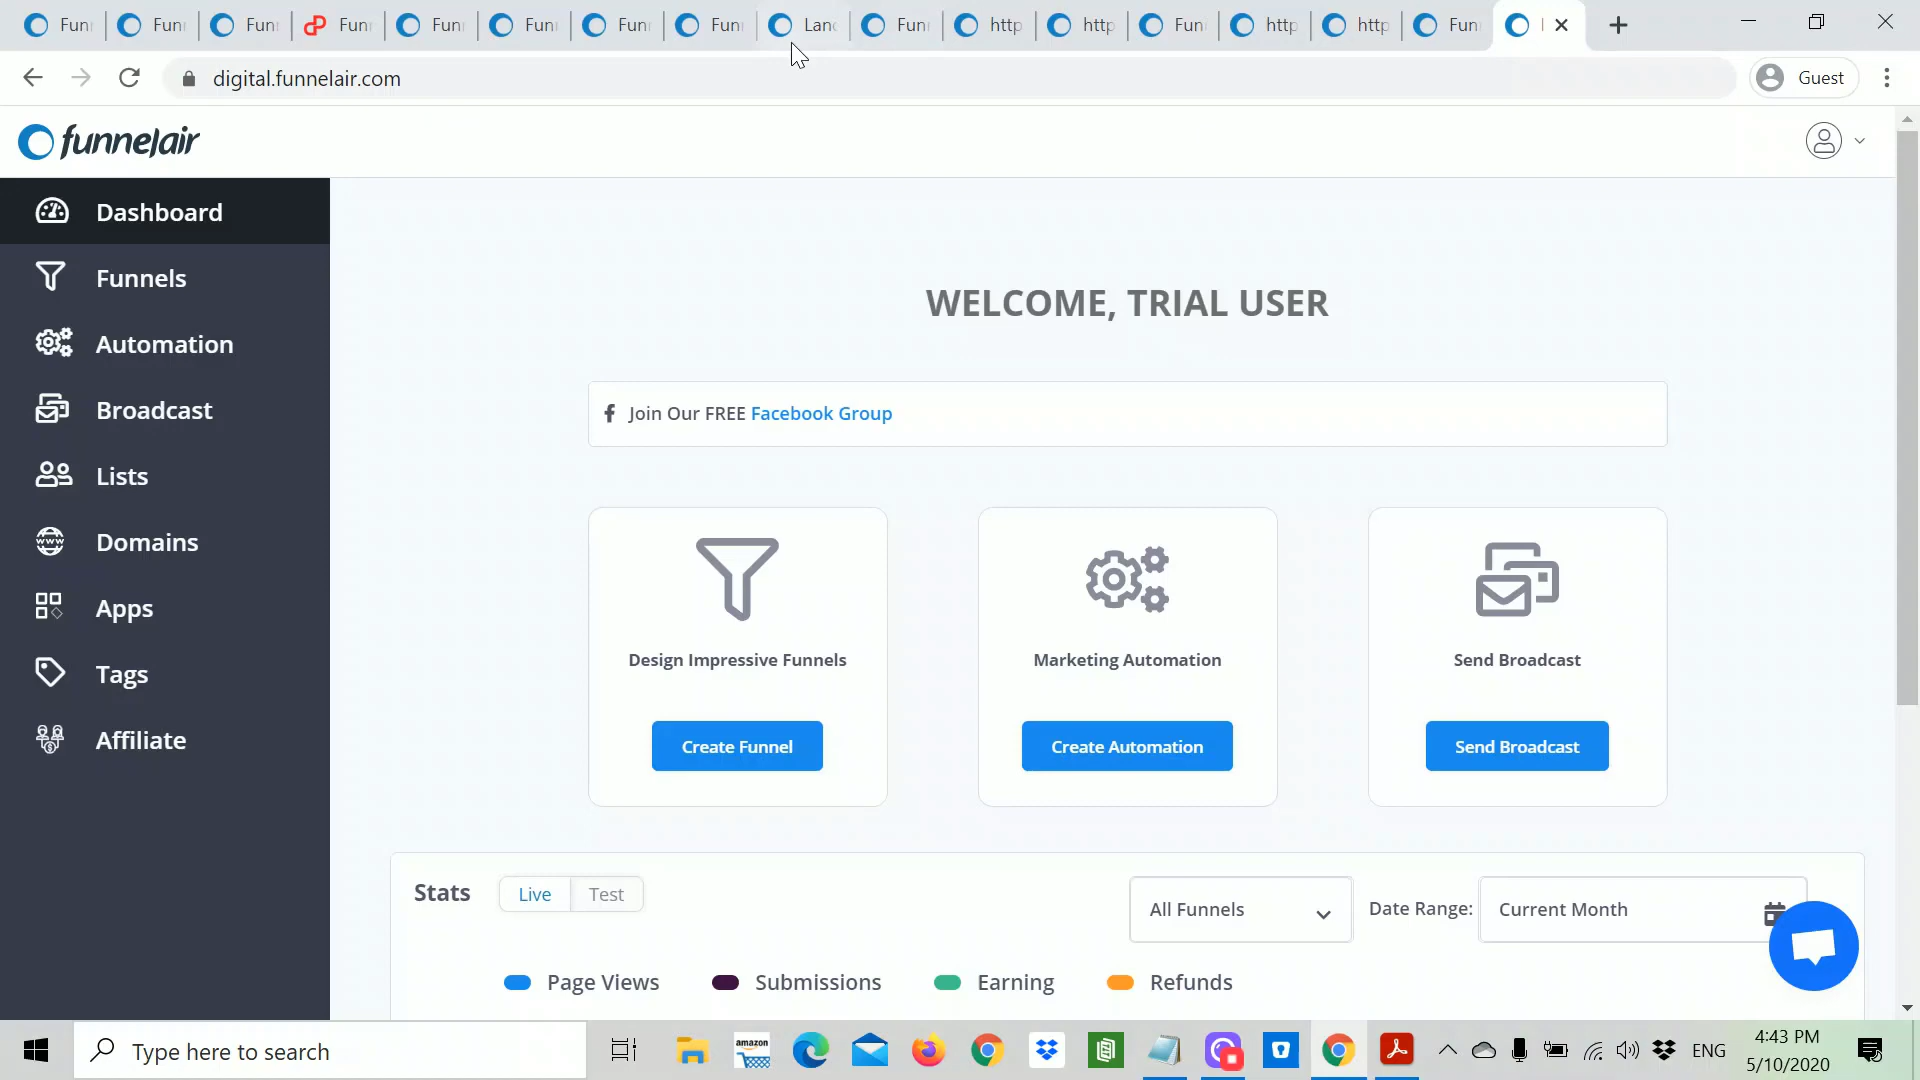 Fun
Fun
Fun
Fun
Fun
Fun
Fun
Fun
Lanc
Fun
http
http
Fun
http
http
Fun
digital.funnelair.com
Guest
funnelair
Dashboard
Funnels
Automation
Broadcast
Lists
Domains
Apps
Tags
Affiliate
WELCOME, TRIAL USER
Join Our FREE Facebook Group
Design Impressive Funnels
Create Funnel
Marketing Automation
Create Automation
Send Broadcast
Send Broadcast
Stats
Live
Test
All Funnels
Date Range:
Current Month
Page Views
Submissions
Earning
Refunds
Type here to search
amazon
ENG
4:43 PM
5/10/2020